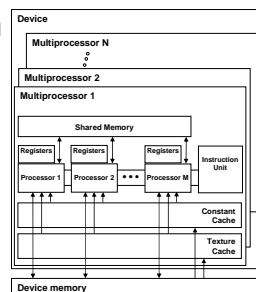 Device
Multiprocessor N
Multiprocessor 2
Multiprocessor 1
Shared Memory
Registers Registers Registers
Processor 1 Processor 2 Processor M
Instruction
Unit
Constant
Cache
Texture
Cache
Device memory